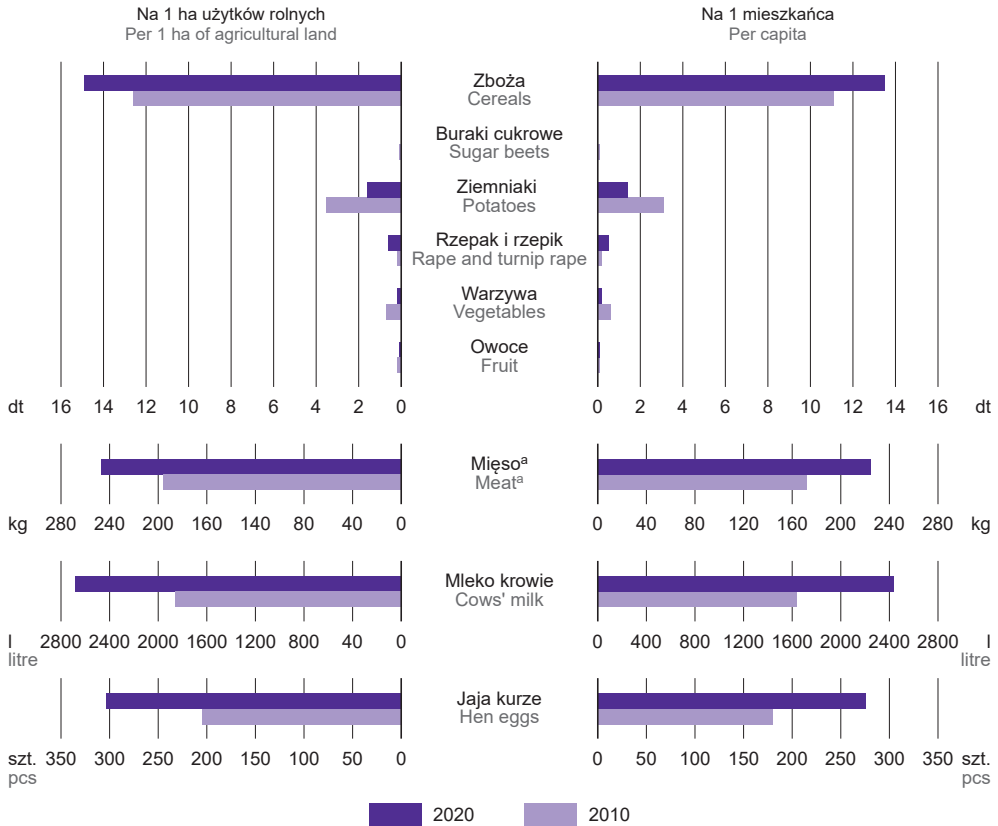 Na 1 ha użytków rolnych
Per 1 ha of agricultural land
Na 1 mieszkańca
Per capita
Zboża
Cereals
Buraki cukrowe
Sugar beets
Ziemniaki
Potatoes
Rzepak i rzepik
Rape and turnip rape
Warzywa
Vegetables
Owoce
Fruit
dt 16 14 12 10 8 6 4 2 0
0 2 4 6 8 10 12 14 16 dt
Mięsoᵃ
Meatᵃ
kg 280 240 200 160 120 80 40 0
0 40 80 120 160 200 240 280 kg
Mleko krowie
Cows' milk
l 2800 2400 2000 1600 1200 800 40 0
litre
0 400 800 1200 1600 2000 2400 2800 l
litre
Jaja kurze
Hen eggs
szt. 350 300 250 200 150 100 50 0
pcs
0 50 100 150 200 250 300 350 szt.
pcs
2020 2010